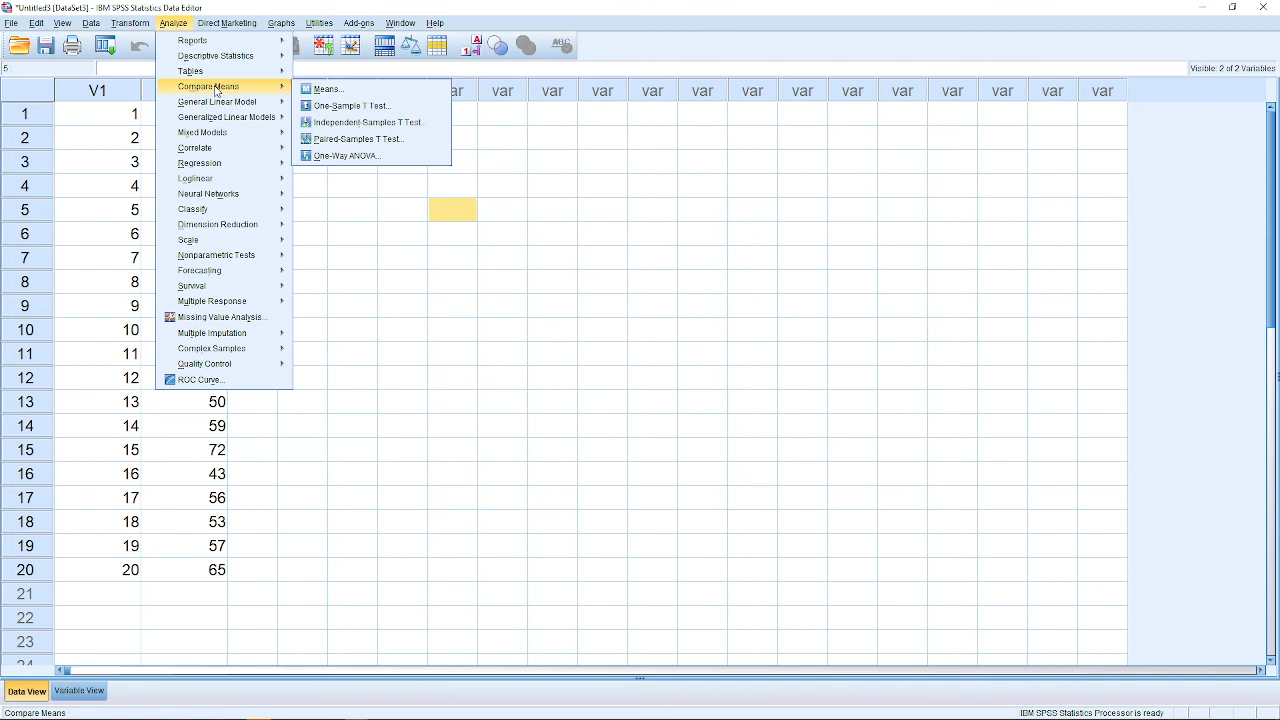 *Untitled3 [DataSet3] - IBM SPSS Statistics Data Editor
File Edit View Data Transform Analyze Direct Marketing Graphs Utilities Add-ons Window Help
5
Visible: 2 of 2 Variables
Reports
Descriptive Statistics
Tables
Compare Means
General Linear Model
Generalized Linear Models
Mixed Models
Correlate
Regression
Loglinear
Neural Networks
Classify
Dimension Reduction
Scale
Nonparametric Tests
Forecasting
Survival
Multiple Response
Missing Value Analysis...
Multiple Imputation
Complex Samples
Quality Control
ROC Curve...
Means...
One-Sample T Test...
Independent-Samples T Test...
Paired-Samples T Test...
One-Way ANOVA...
V1 var var var var var var var var var var var var var var
1 1
2 2
3 3
4 4
5 5
6 6
7 7
8 8
9 9
10 10
11 11
12 12
13 13 50
14 14 59
15 15 72
16 16 43
17 17 56
18 18 53
19 19 57
20 20 65
21
22
23
24
Data View Variable View
Compare Means
IBM SPSS Statistics Processor is ready